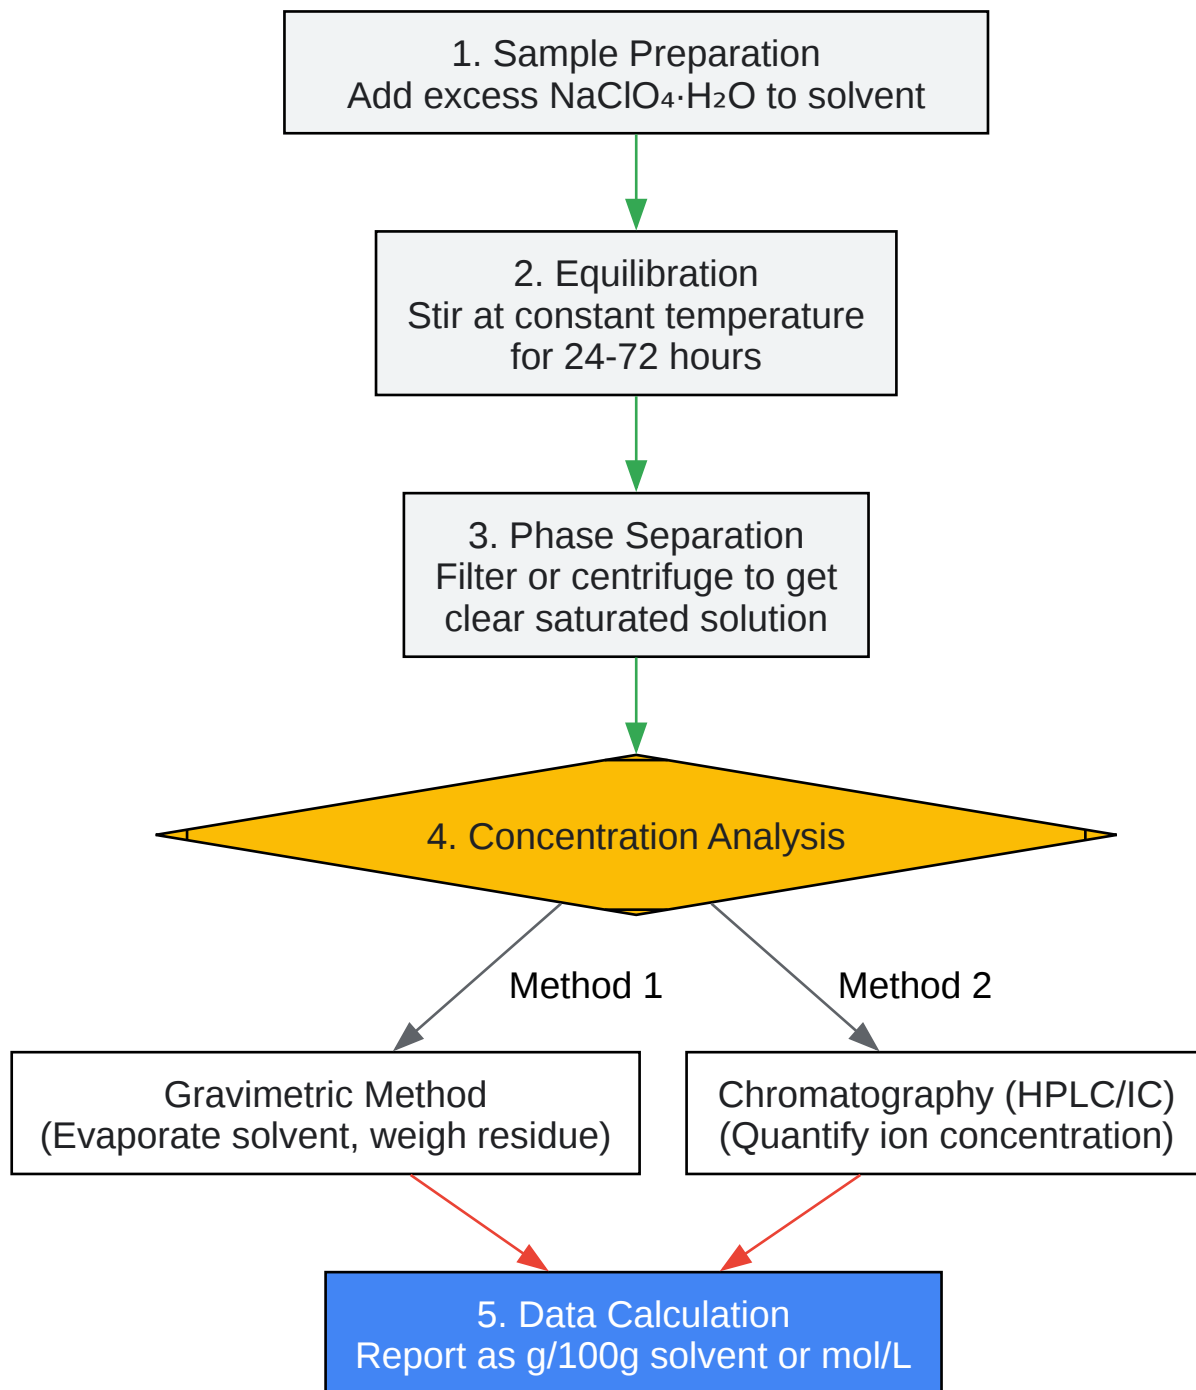 1. Sample Preparation
Add excess NaClO₄·H₂O to solvent
2. Equilibration
Stir at constant temperature
for 24-72 hours
3. Phase Separation
Filter or centrifuge to get
clear saturated solution
4. Concentration Analysis
Method 1
Method 2
Gravimetric Method
(Evaporate solvent, weigh residue)
Chromatography (HPLC/IC)
(Quantify ion concentration)
5. Data Calculation
Report as g/100g solvent or mol/L